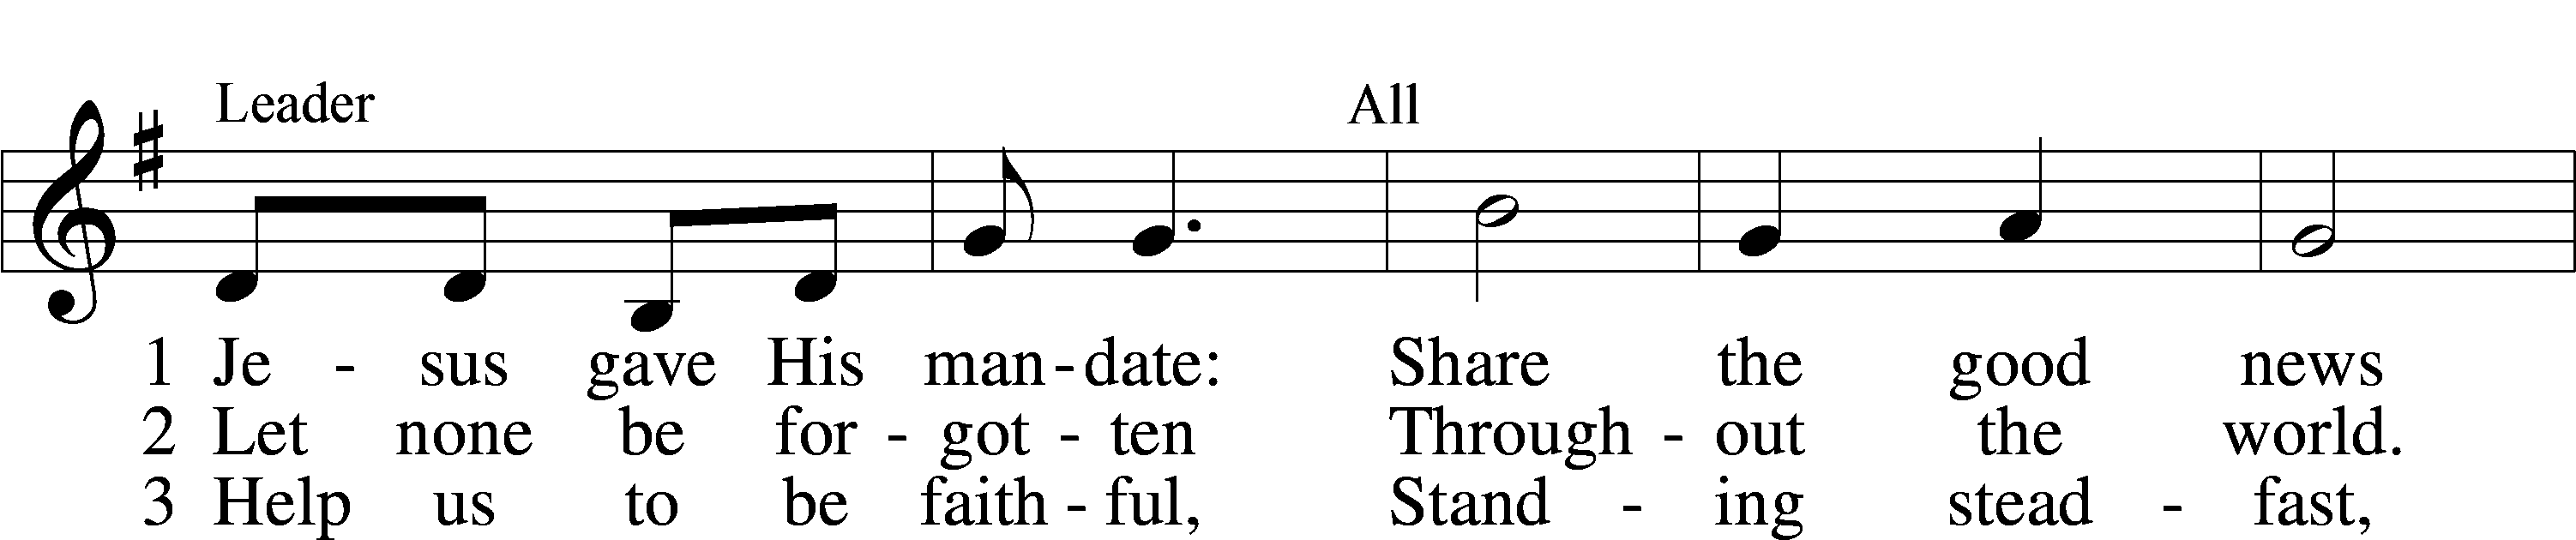 Leader All
1 Je - sus gave His man - date: Share the good news
2 Let none be for - got - ten Through - out the world.
3 Help us to be faith - ful, Stand - ing stead - fast,